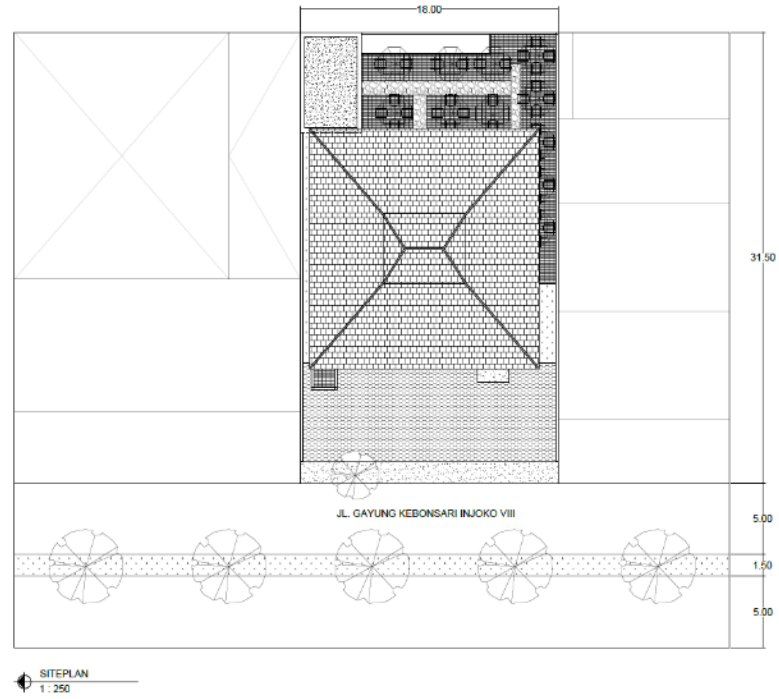 18.00
31.50
JL. GAYUNG KEBONSARI INJOKO VIII
5.00
1.50
5.00
SITEPLAN
1 : 250